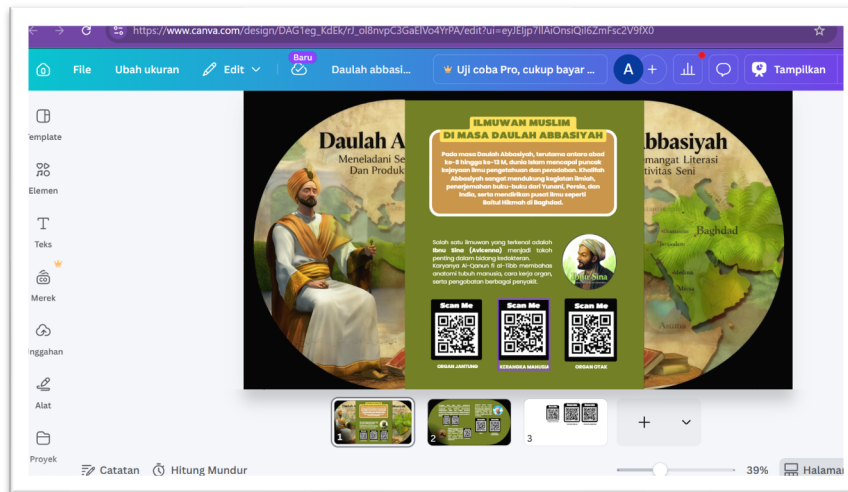 https://www.canva.com/design/DAG1eg_KdEk/rJ_ol8nvpC3GaElVo4YrPA/edit?ui=eyJEIjp7IlAiOnsiQiI6ZmFsc2V9fX0
File
Ubah ukuran
Edit
Baru
Daulah abbasi...
Uji coba Pro, cukup bayar ...
A
+
Tampilkan
Template
Elemen
Teks
Merek
nggahan
Alat
Proyek
Daulah A
Meneladani Se
Dan Produk
ILMUWAN MUSLIM
DI MASA DAULAH ABBASIYAH
Pada masa Daulah Abbasiyah, terutama antara abad
ke-8 hingga ke-13 M, dunia Islam mencapai puncak
kejayaan ilmu pengetahuan dan peradaban. Khalifah
Abbasiyah sangat mendukung kegiatan ilmiah,
penerjemahan buku-buku dari Yunani, Persia, dan
India, serta mendirikan pusat ilmu seperti
Baitul Hikmah di Baghdad.
bbasiyah
mangat Literasi
tivitas Seni
Baghdad
Salah satu ilmuwan yang terkenal adalah
Ibnu Sina (Avicenna) menjadi tokoh
penting dalam bidang kedokteran.
Karyanya Al-Qanun fi al-Tibb membahas
anatomi tubuh manusia, cara kerja organ,
serta pengobatan berbagai penyakit.
Ibnu Sina
Scan Me
Scan Me
Scan Me
ORGAN JANTUNG
KERANGKA MANUSIA
ORGAN OTAK
1
2
3
+
Catatan
Hitung Mundur
39%
Halaman